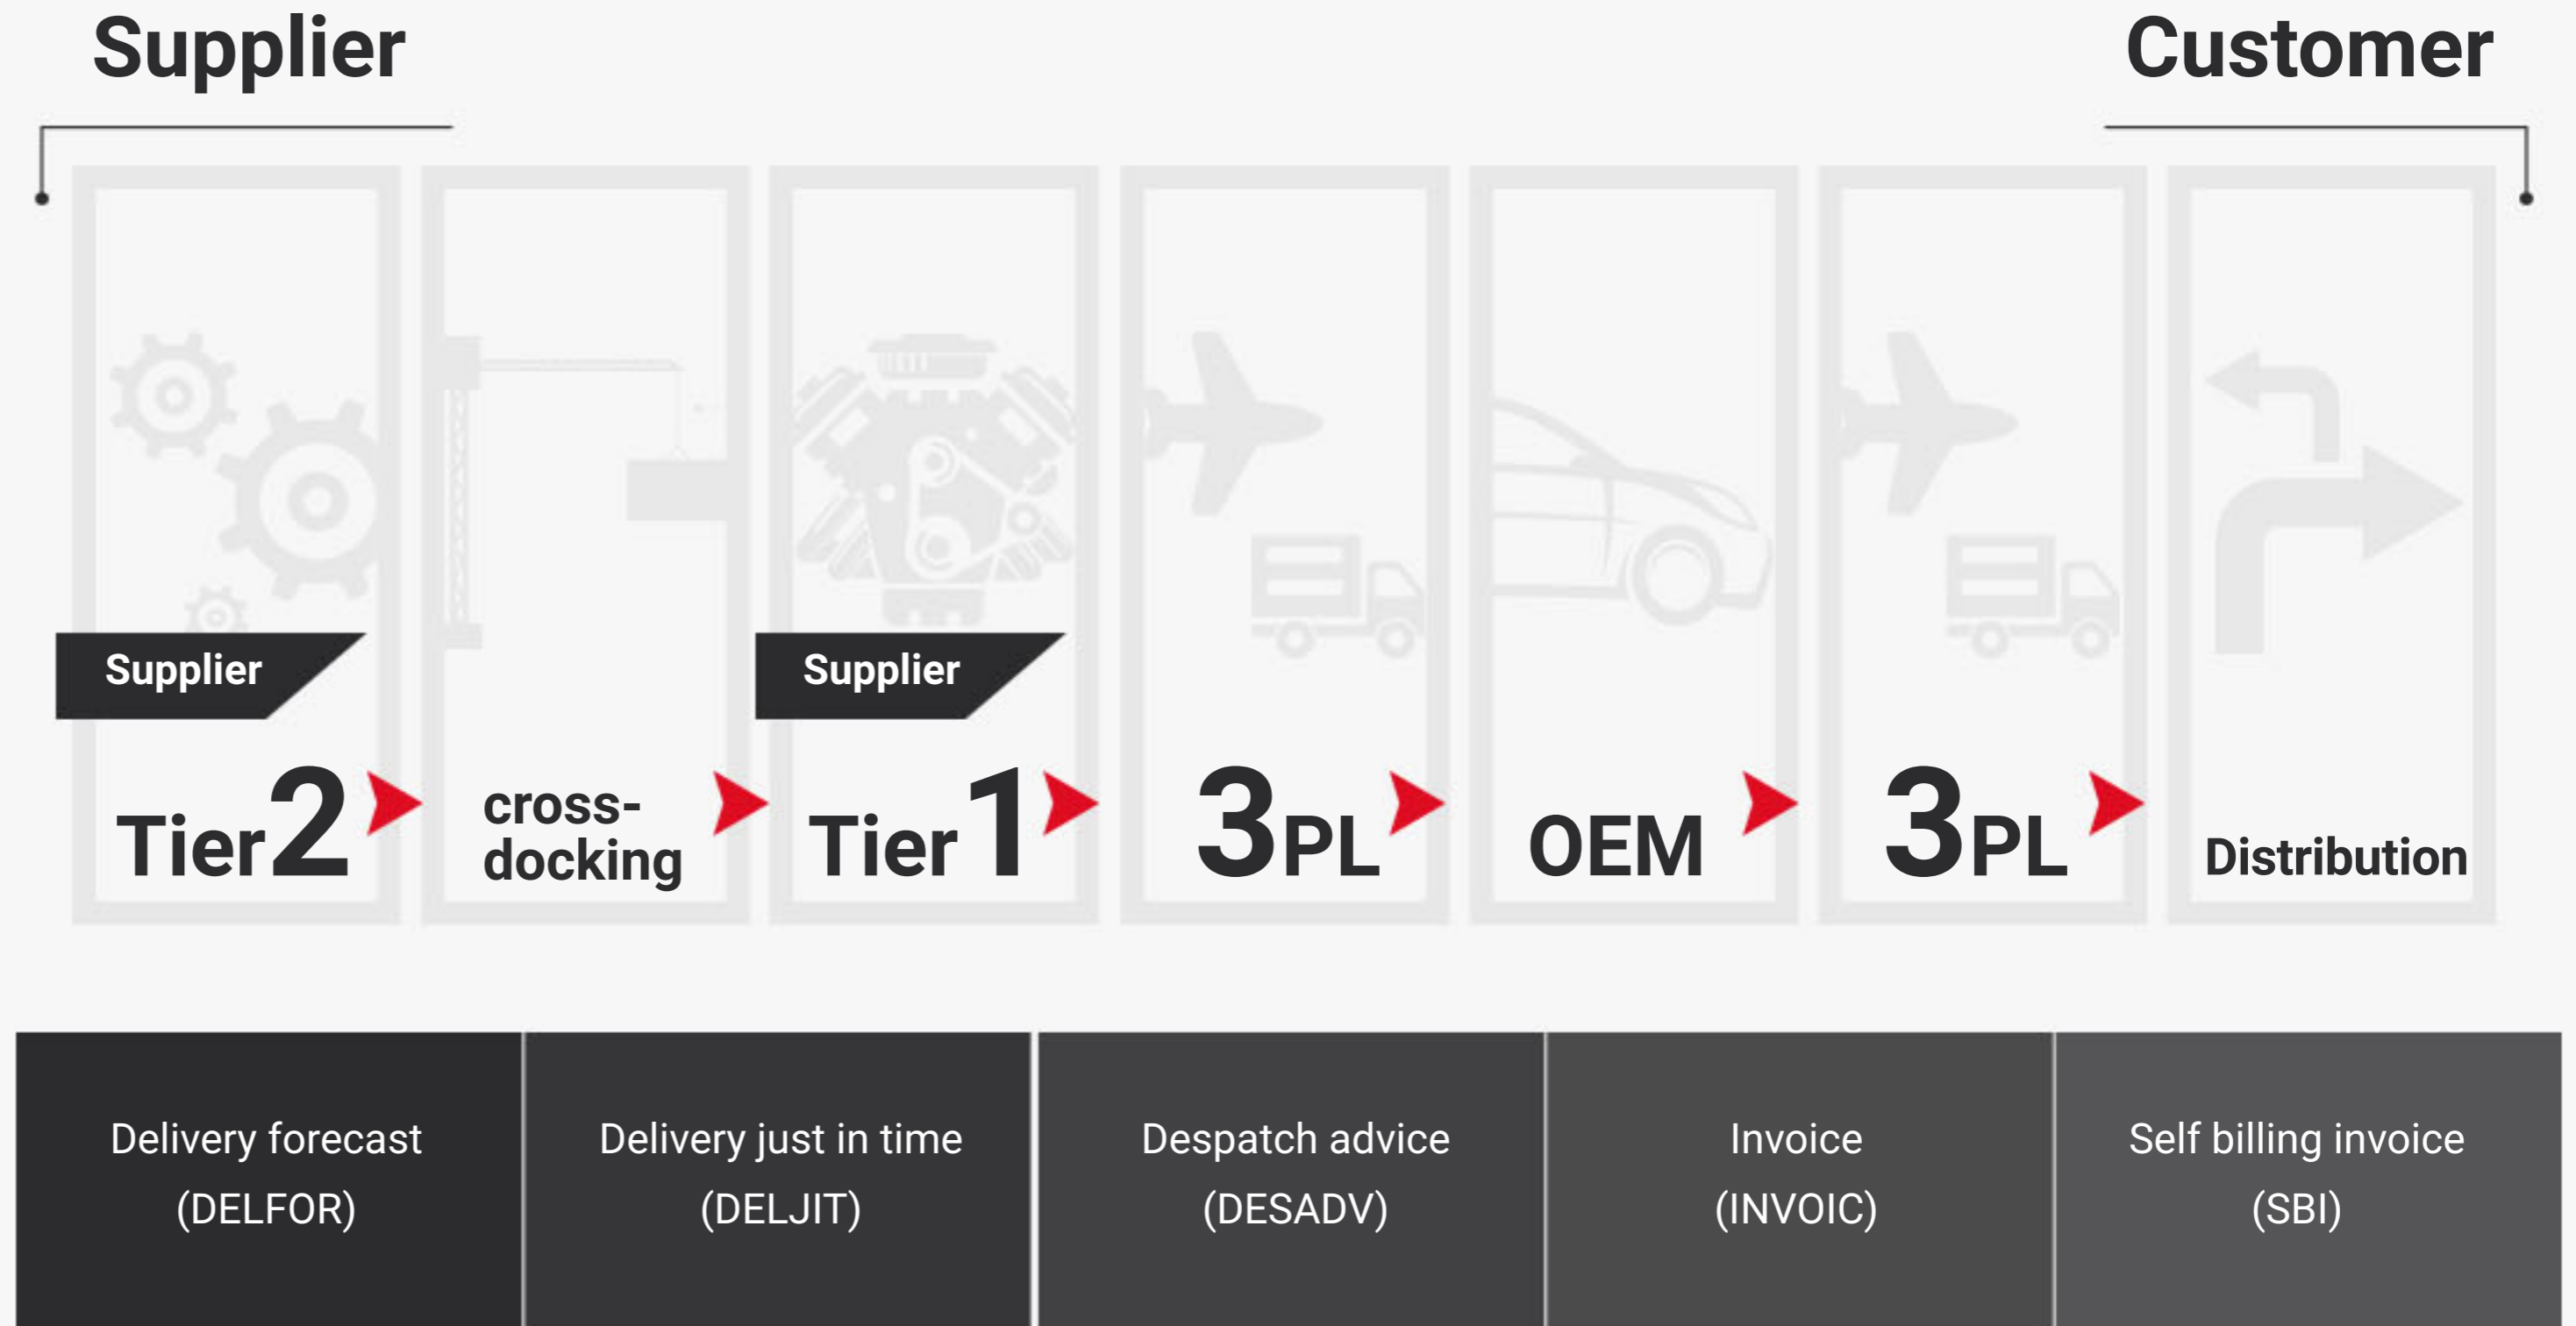 Supplier
Customer
Supplier
Tier2
cross-
docking
Supplier
Tier1
3PL
OEM
3PL
Distribution
Delivery forecast
(DELFOR)
Delivery just in time
(DELJIT)
Despatch advice
(DESADV)
Invoice
(INVOIC)
Self billing invoice
(SBI)